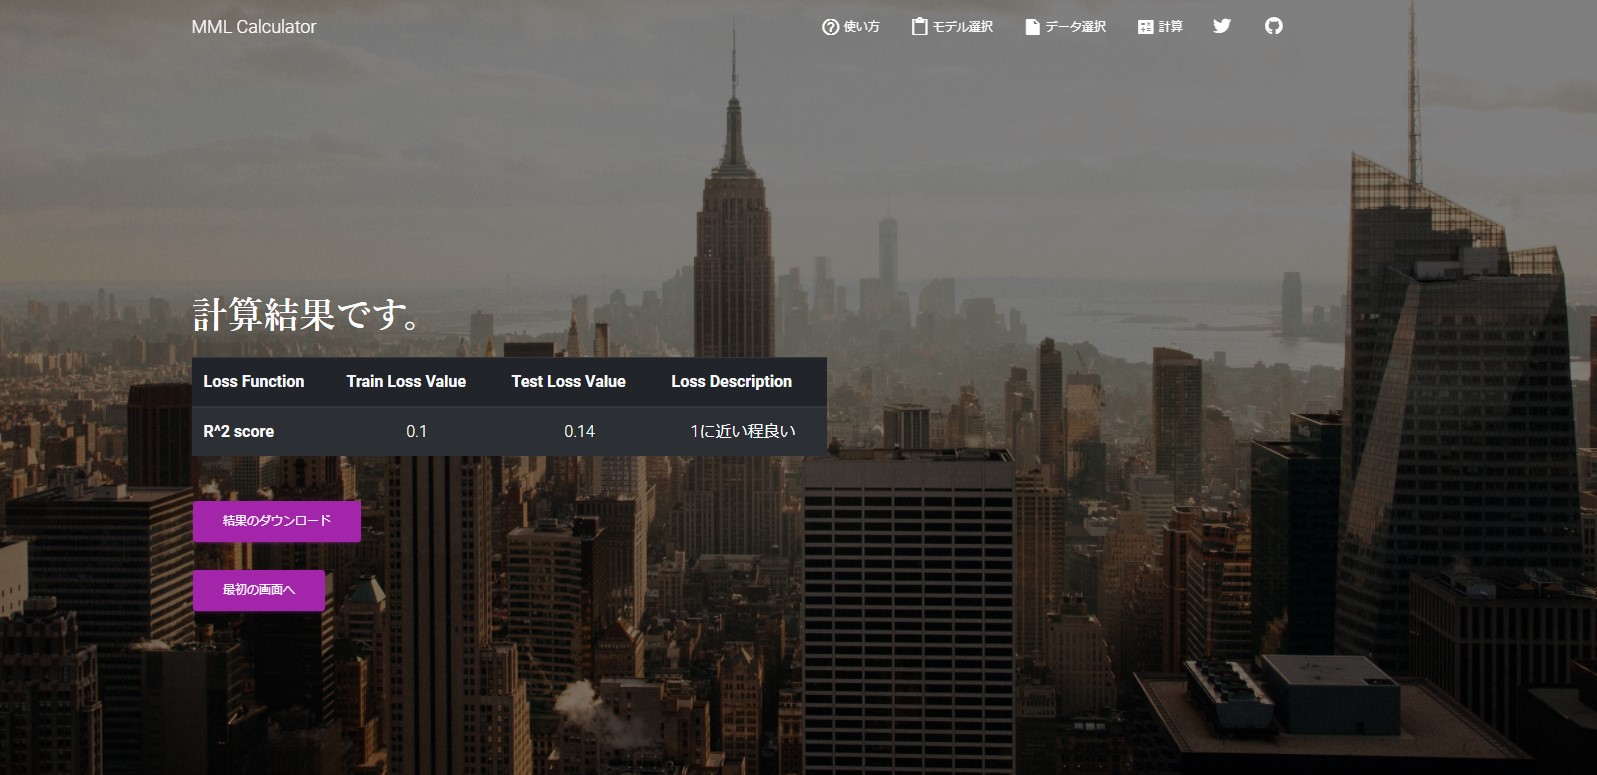 MML Calculator
使い方 モデル選択 データ選択 計算
計算結果です。
Loss Function Train Loss Value Test Loss Value Loss Description
R^2 score 0.1 0.14 1に近い程良い
結果のダウンロード
最初の画面へ